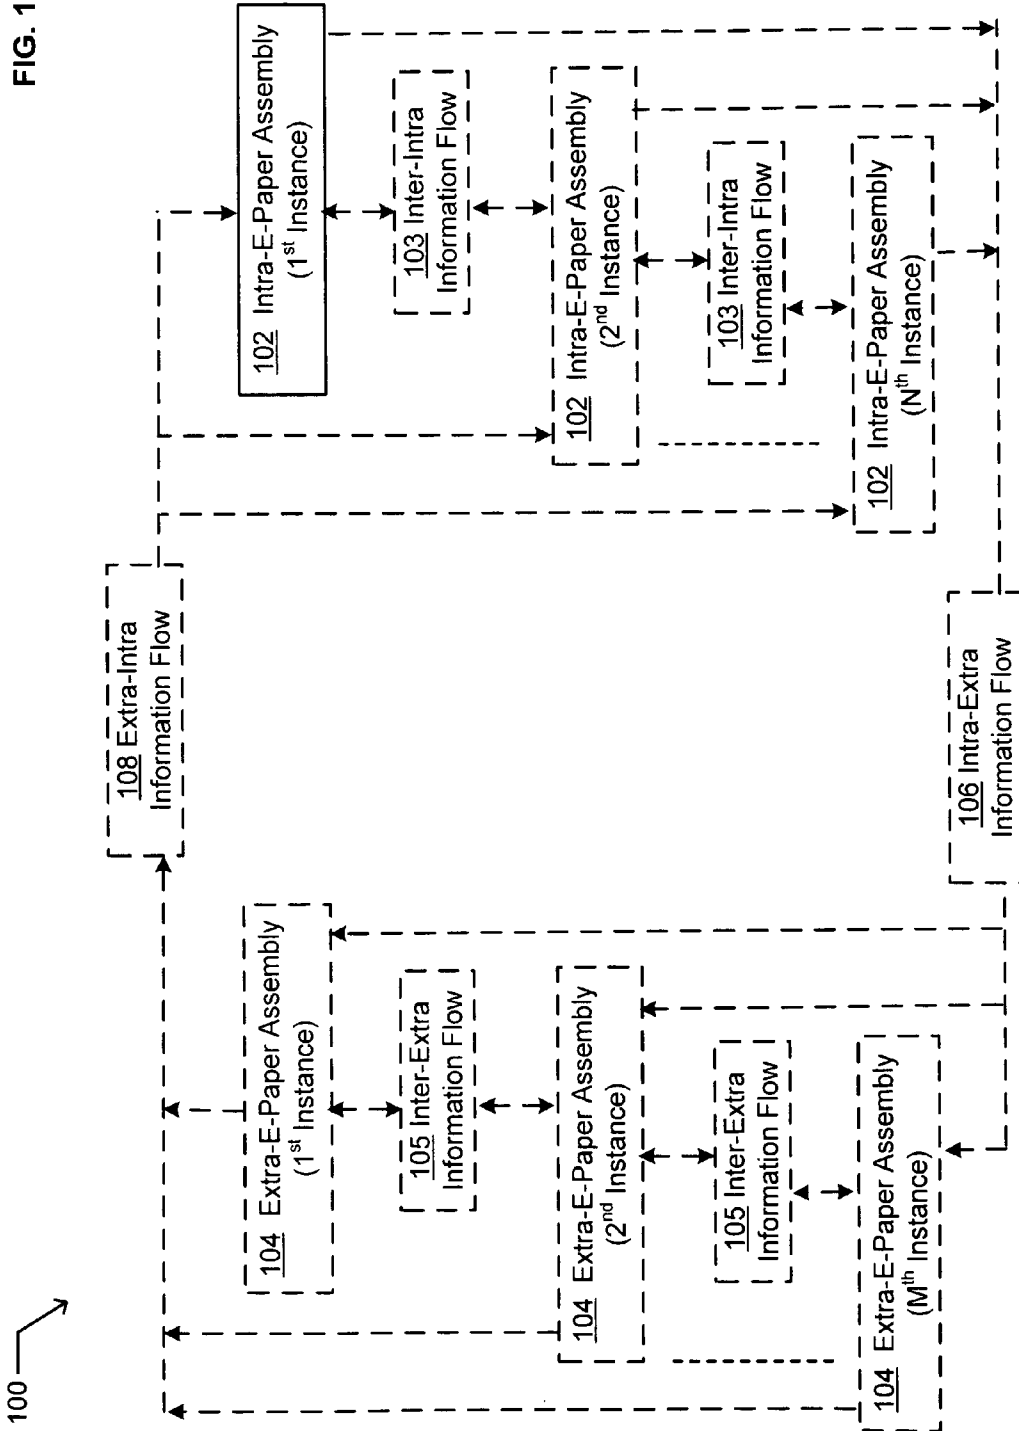 FIG. 1
100
108 Extra-Intra
Information Flow
104 Extra-E-Paper Assembly
(1st Instance)
105 Inter-Extra
Information Flow
104 Extra-E-Paper Assembly
(2nd Instance)
105 Inter-Extra
Information Flow
104 Extra-E-Paper Assembly
(Mth Instance)
102 Intra-E-Paper Assembly
(1st Instance)
103 Inter-Intra
Information Flow
102 Intra-E-Paper Assembly
(2nd Instance)
103 Inter-Intra
Information Flow
102 Intra-E-Paper Assembly
(Nth Instance)
106 Intra-Extra
Information Flow